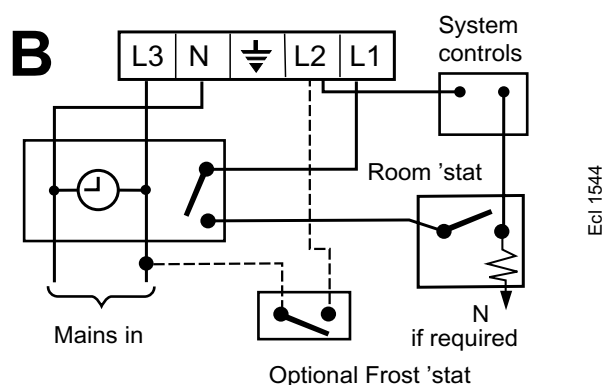 B
L3 N L2 L1
System
controls
Room ’stat
Ecl 1544
N
if required
Mains in
Optional Frost ’stat